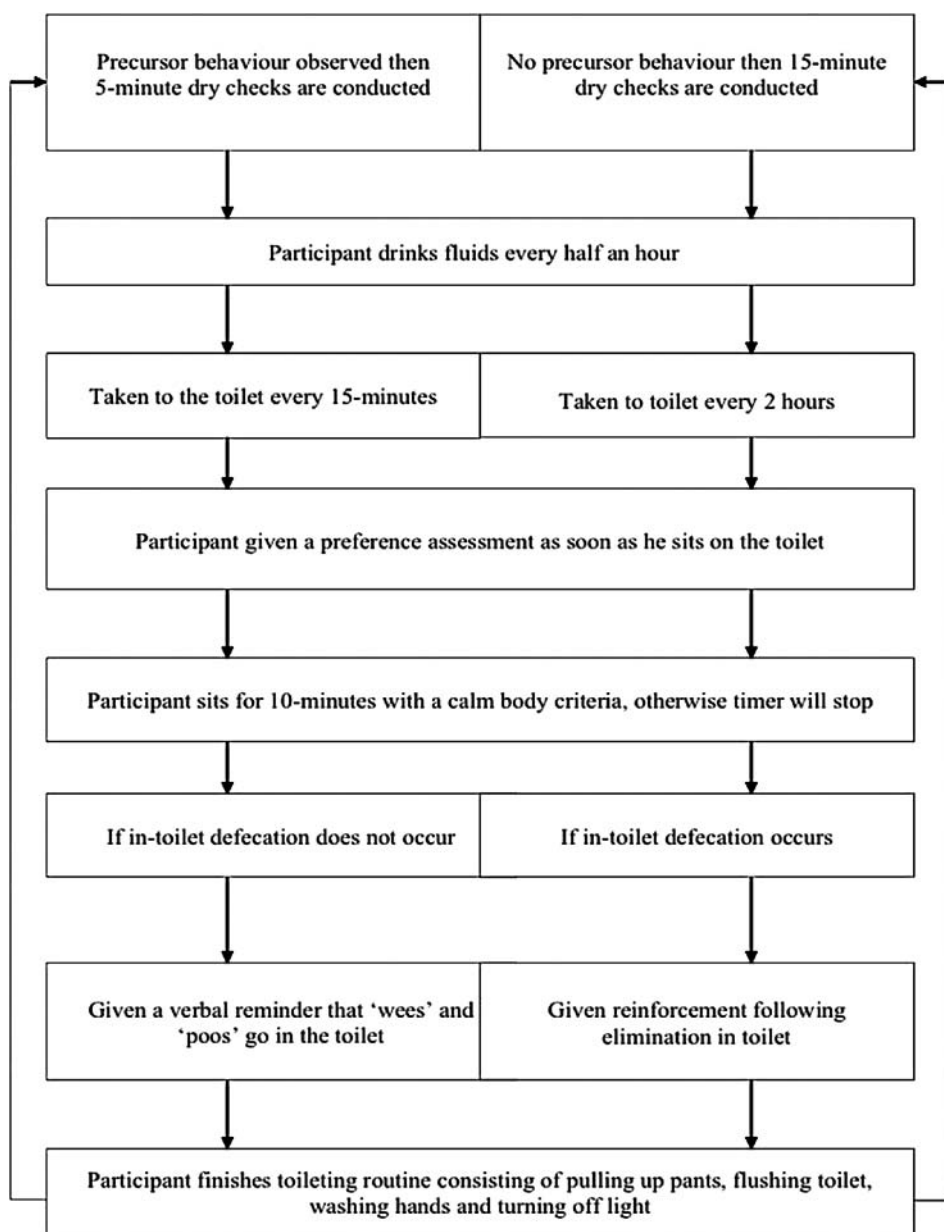 Precursor behaviour observed then
5-minute dry checks are conducted
No precursor behaviour then 15-minute
dry checks are conducted
Participant drinks fluids every half an hour
Taken to the toilet every 15-minutes
Taken to toilet every 2 hours
Participant given a preference assessment as soon as he sits on the toilet
Participant sits for 10-minutes with a calm body criteria, otherwise timer will stop
If in-toilet defecation does not occur
If in-toilet defecation occurs
Given a verbal reminder that ‘wees’ and
‘poos’ go in the toilet
Given reinforcement following
elimination in toilet
Participant finishes toileting routine consisting of pulling up pants, flushing toilet,
washing hands and turning off light